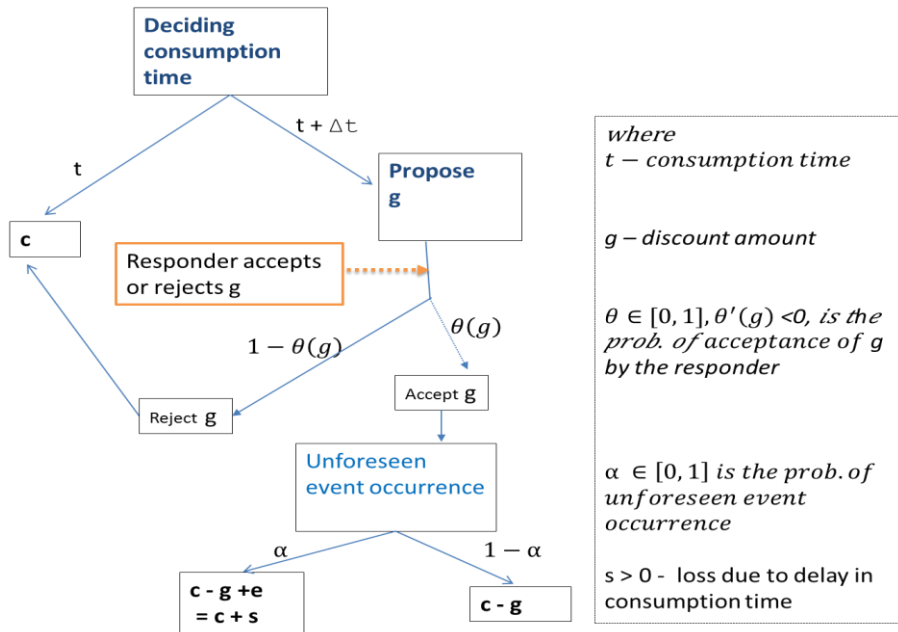 Deciding
consumption
time
t
t + Δt
Propose
g
c
Responder accepts
or rejects g
1 − θ(g)
θ(g)
Reject g
Accept g
Unforeseen
event occurrence
α
1 − α
c - g +e
= c + s
c - g
where
t − consumption time
g – discount amount
θ ∈ [0, 1], θ′(g) <0, is the
prob. of acceptance of g
by the responder
α ∈ [0, 1] is the prob. of
unforeseen event
occurrence
s > 0 - loss due to delay in
consumption time